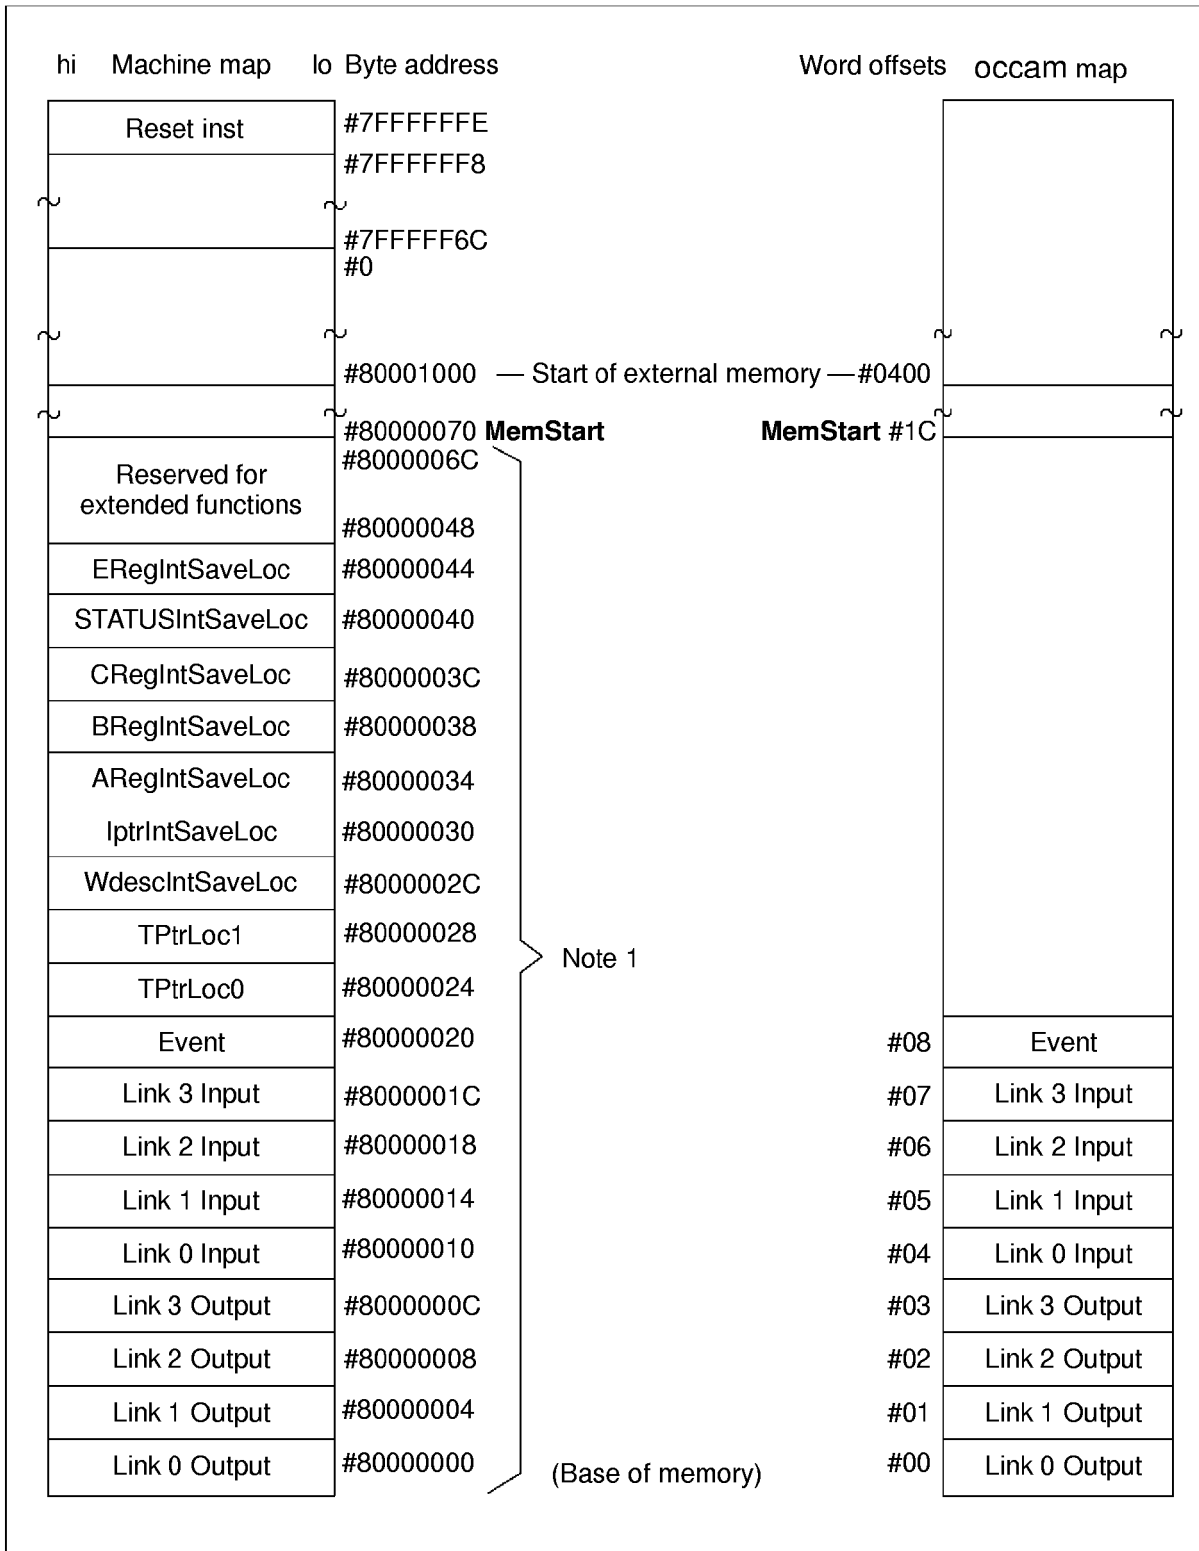 hi Machine map lo Byte address Word offsets occam map
Reset inst #7FFFFFFE
#7FFFFFF8
#7FFFFF6C
#0
#80001000 — Start of external memory — #0400
#80000070 MemStart MemStart #1C
#8000006C
Reserved for
extended functions
#80000048
ERegIntSaveLoc #80000044
STATUSIntSaveLoc #80000040
CRegIntSaveLoc #8000003C
BRegIntSaveLoc #80000038
ARegIntSaveLoc #80000034
IptrIntSaveLoc #80000030
WdescIntSaveLoc #8000002C
TPtrLoc1 #80000028
Note 1
TPtrLoc0 #80000024
Event #80000020 #08 Event
Link 3 Input #8000001C #07 Link 3 Input
Link 2 Input #80000018 #06 Link 2 Input
Link 1 Input #80000014 #05 Link 1 Input
Link 0 Input #80000010 #04 Link 0 Input
Link 3 Output #8000000C #03 Link 3 Output
Link 2 Output #80000008 #02 Link 2 Output
Link 1 Output #80000004 #01 Link 1 Output
Link 0 Output #80000000 (Base of memory) #00 Link 0 Output